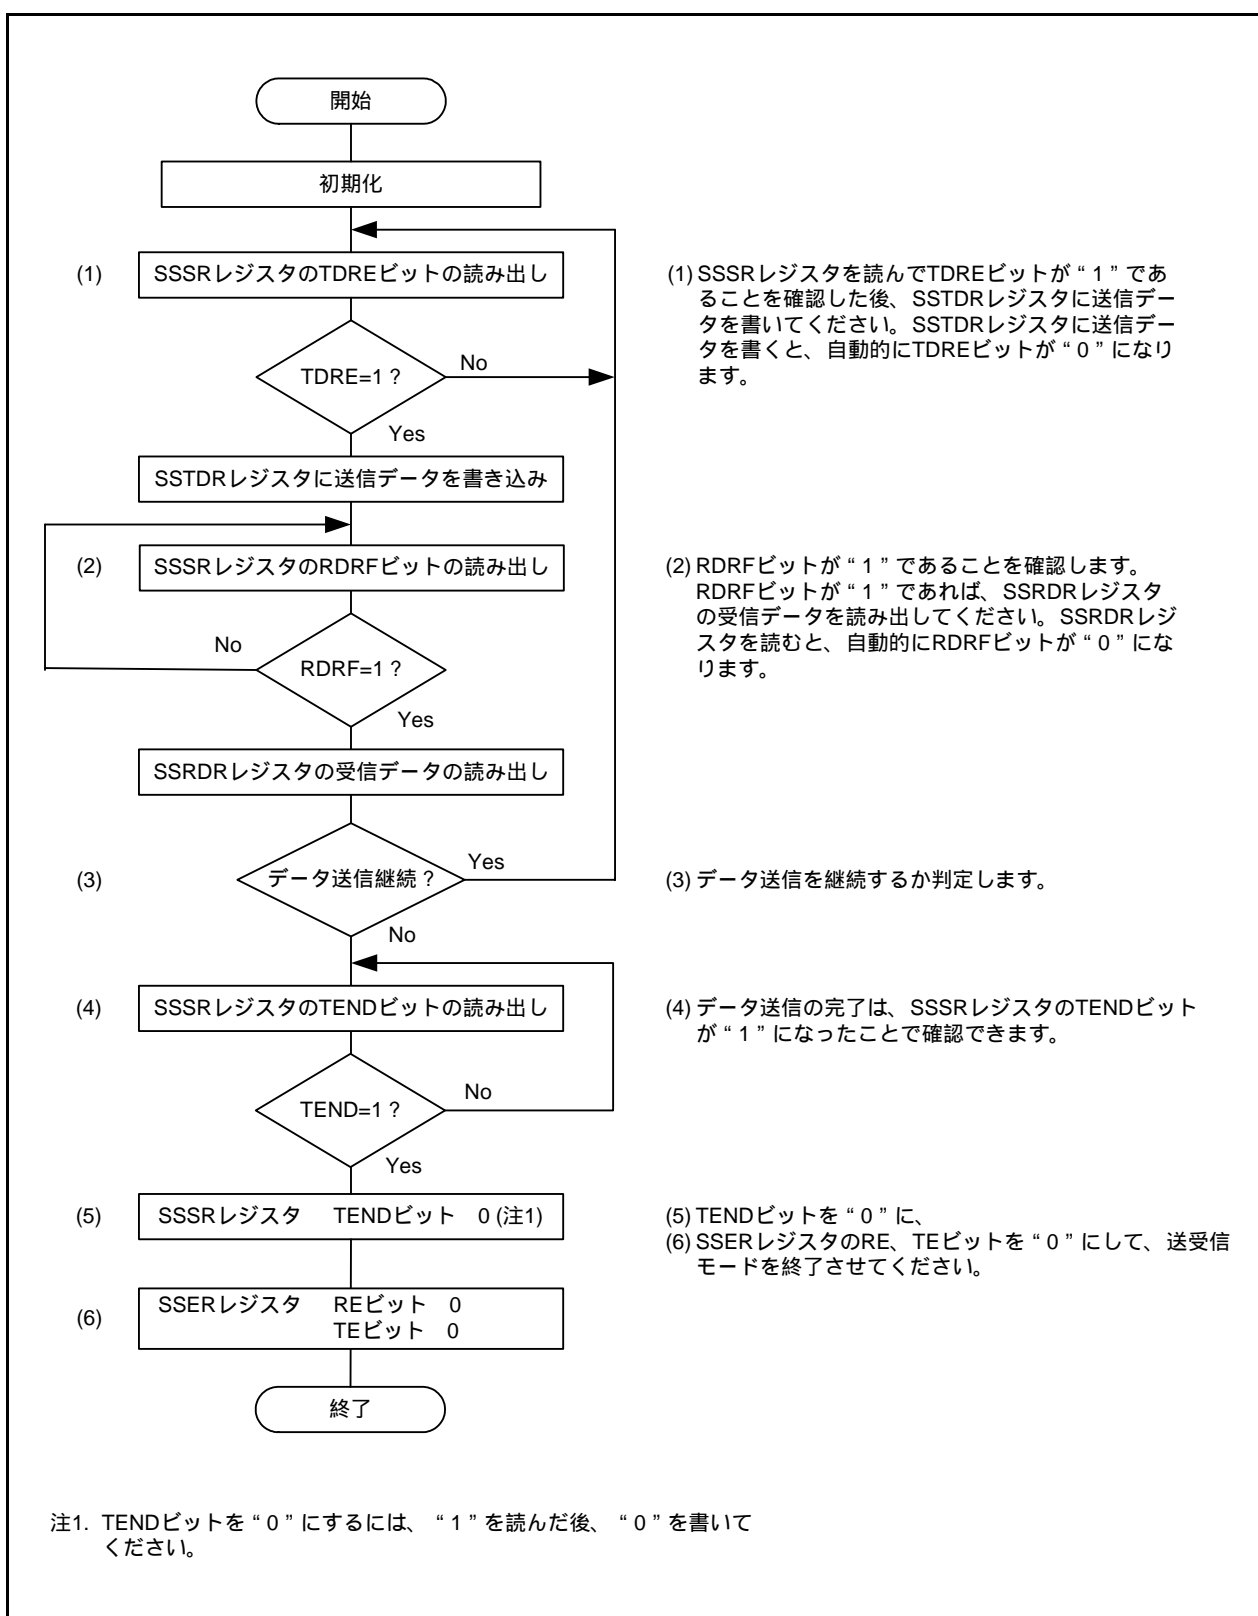 開始
初期化
(1) SSSRレジスタのTDREビットの読み出し
TDRE=1 ?
No
Yes
SSTDRレジスタに送信データを書き込み
(2) SSSRレジスタのRDRFビットの読み出し
RDRF=1 ?
No
Yes
SSRDRレジスタの受信データの読み出し
(3) データ送信継続 ?
Yes
No
(4) SSSRレジスタのTENDビットの読み出し
TEND=1 ?
No
Yes
(5) SSSRレジスタ TENDビット 0 (注1)
(6) SSERレジスタ REビット 0
TEビット 0
終了
(1) SSSRレジスタを読んでTDREビットが“1”であ
ることを確認した後、SSTDRレジスタに送信デー
タを書いてください。SSTDRレジスタに送信デー
タを書くと、自動的にTDREビットが“0”になり
ます。
(2) RDRFビットが“1”であることを確認します。
RDRFビットが“1”であれば、SSRDRレジスタ
の受信データを読み出してください。SSRDRレジ
スタを読むと、自動的にRDRFビットが“0”にな
ります。
(3) データ送信を継続するか判定します。
(4) データ送信の完了は、SSSRレジスタのTENDビット
が“1”になったことで確認できます。
(5) TENDビットを“0”に、
(6) SSERレジスタのRE、TEビットを“0”にして、送受信
モードを終了させてください。
注1. TENDビットを“0”にするには、“1”を読んだ後、“0”を書いて
ください。